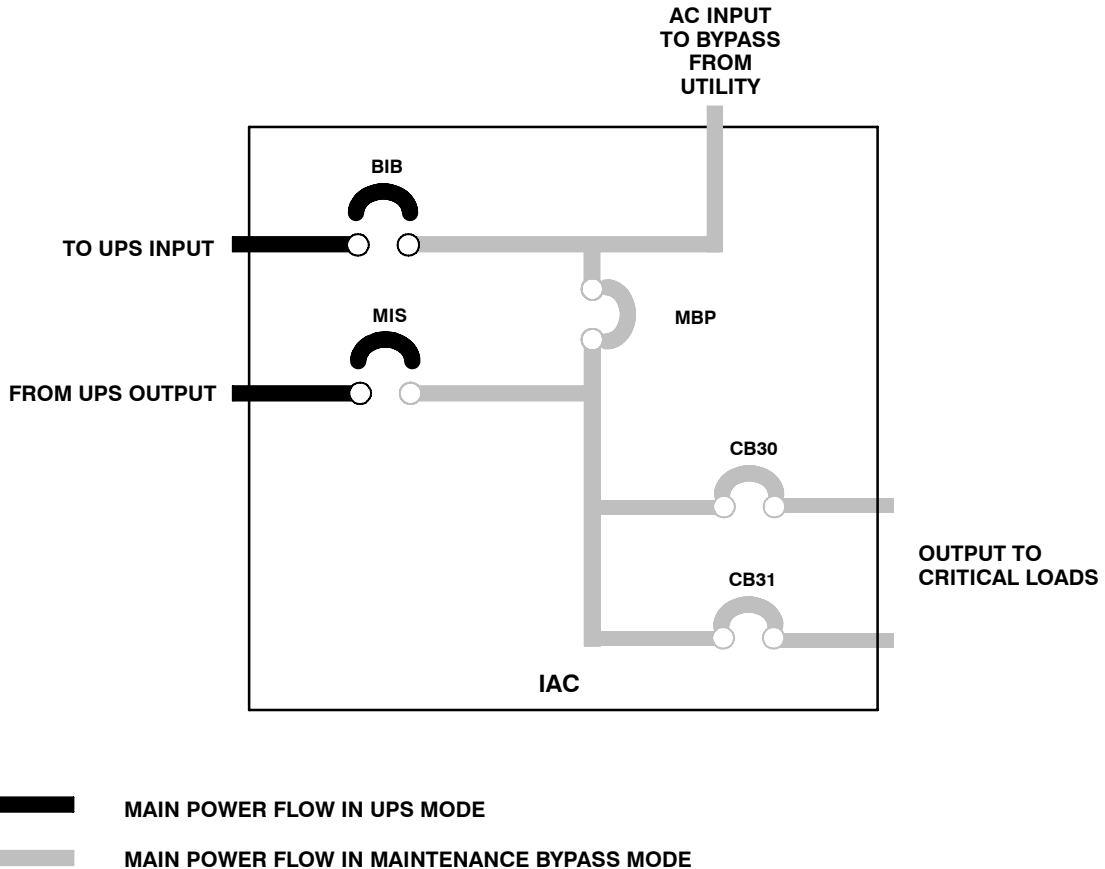 AC INPUT
TO BYPASS
FROM
UTILITY
BIB
TO UPS INPUT
MIS
MBP
FROM UPS OUTPUT
CB30
OUTPUT TO
CRITICAL LOADS
CB31
IAC
MAIN POWER FLOW IN UPS MODE
MAIN POWER FLOW IN MAINTENANCE BYPASS MODE